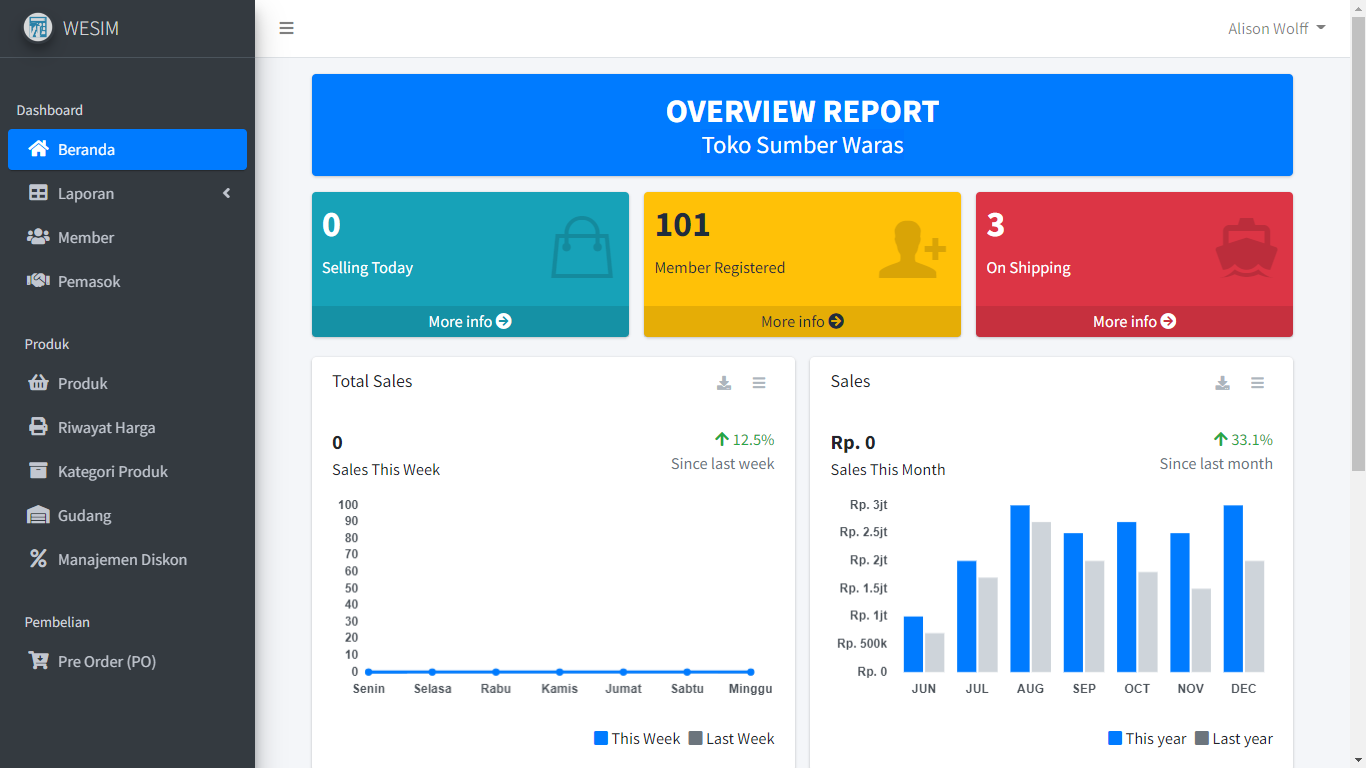 WESIM
Alison Wolff
Dashboard
Beranda
Laporan
Member
Pemasok
Produk
Produk
Riwayat Harga
Kategori Produk
Gudang
Manajemen Diskon
Pembelian
Pre Order (PO)
OVERVIEW REPORT
Toko Sumber Waras
0
Selling Today
More info
101
Member Registered
More info
3
On Shipping
More info
Total Sales
0
12.5%
Sales This Week
Since last week
100
90
80
70
60
50
40
30
20
10
0
Senin Selasa Rabu Kamis Jumat Sabtu Minggu
This Week Last Week
Sales
Rp. 0
33.1%
Sales This Month
Since last month
Rp. 3jt
Rp. 2.5jt
Rp. 2jt
Rp. 1.5jt
Rp. 1jt
Rp. 500k
Rp. 0
JUN JUL AUG SEP OCT NOV DEC
This year Last year